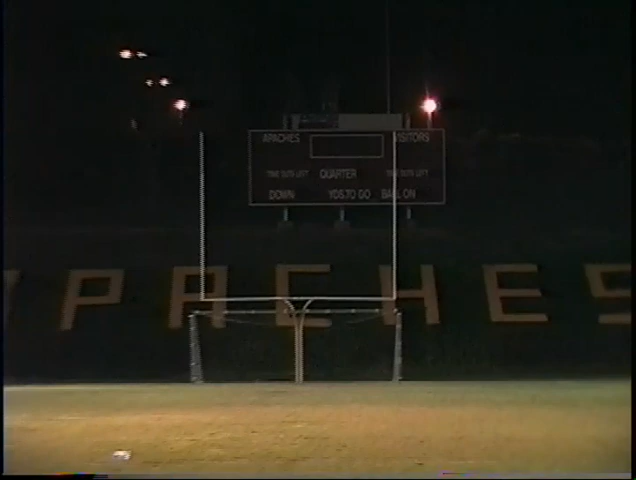 APACHES VISITORS
TIME OUTS LEFT QUARTER TIME OUTS LEFT
DOWN YDS.TO GO BALL ON
PACHES